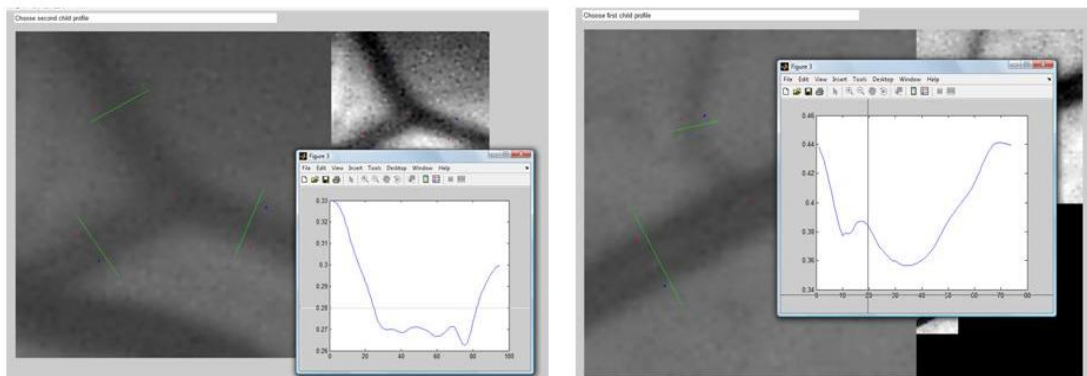 Choose second child profile
Figure 3
File Edit View Insert Tools Desktop Window Help
0.33
0.32
0.31
0.3
0.29
0.28
0.27
0.26
0 20 40 60 80 100
Choose first child profile
Figure 3
File Edit View Insert Tools Desktop Window Help
0.46
0.44
0.42
0.4
0.38
0.36
0.34
0 10 20 30 40 50 60 70 80